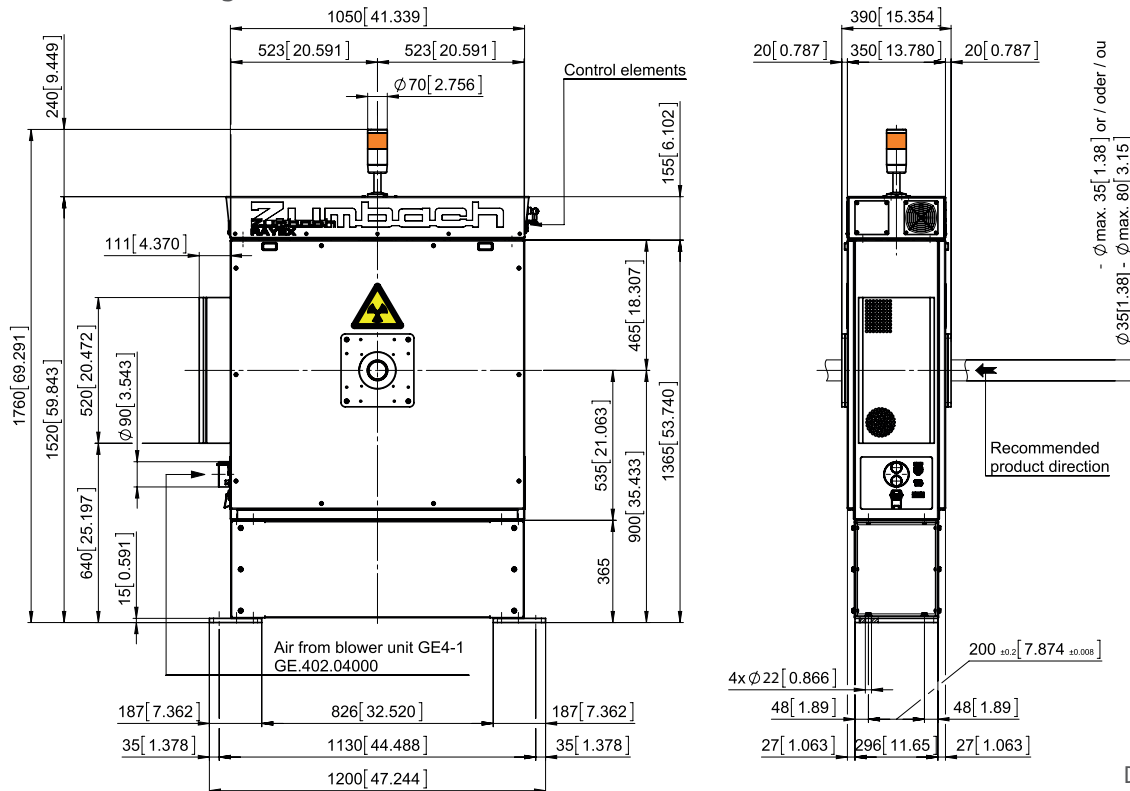 1050[41.339]
523[20.591]
523[20.591]
Ø70[2.756]
Control elements
240[9.449]
155[6.102]
Zumbach
RAYEX
111[4.370]
1760[69.291]
1520[59.843]
520[20.472]
Ø90[3.543]
640[25.197]
15[0.591]
465[18.307]
535[21.063]
365
900[35.433]
1365[53.740]
Air from blower unit GE4-1
GE.402.04000
187[7.362]
826[32.520]
187[7.362]
35[1.378]
1130[44.488]
35[1.378]
1200[47.244]
390[15.354]
20[0.787]
350[13.780]
20[0.787]
- Ømax. 35[1.38] or / oder / ou
Ø35[1.38] - Ømax. 80[3.15]
Recommended
product direction
200 ±0.2[7.874 ±0.008]
4x Ø22[0.866]
48[1.89]
48[1.89]
27[1.063]
296[11.65]
27[1.063]